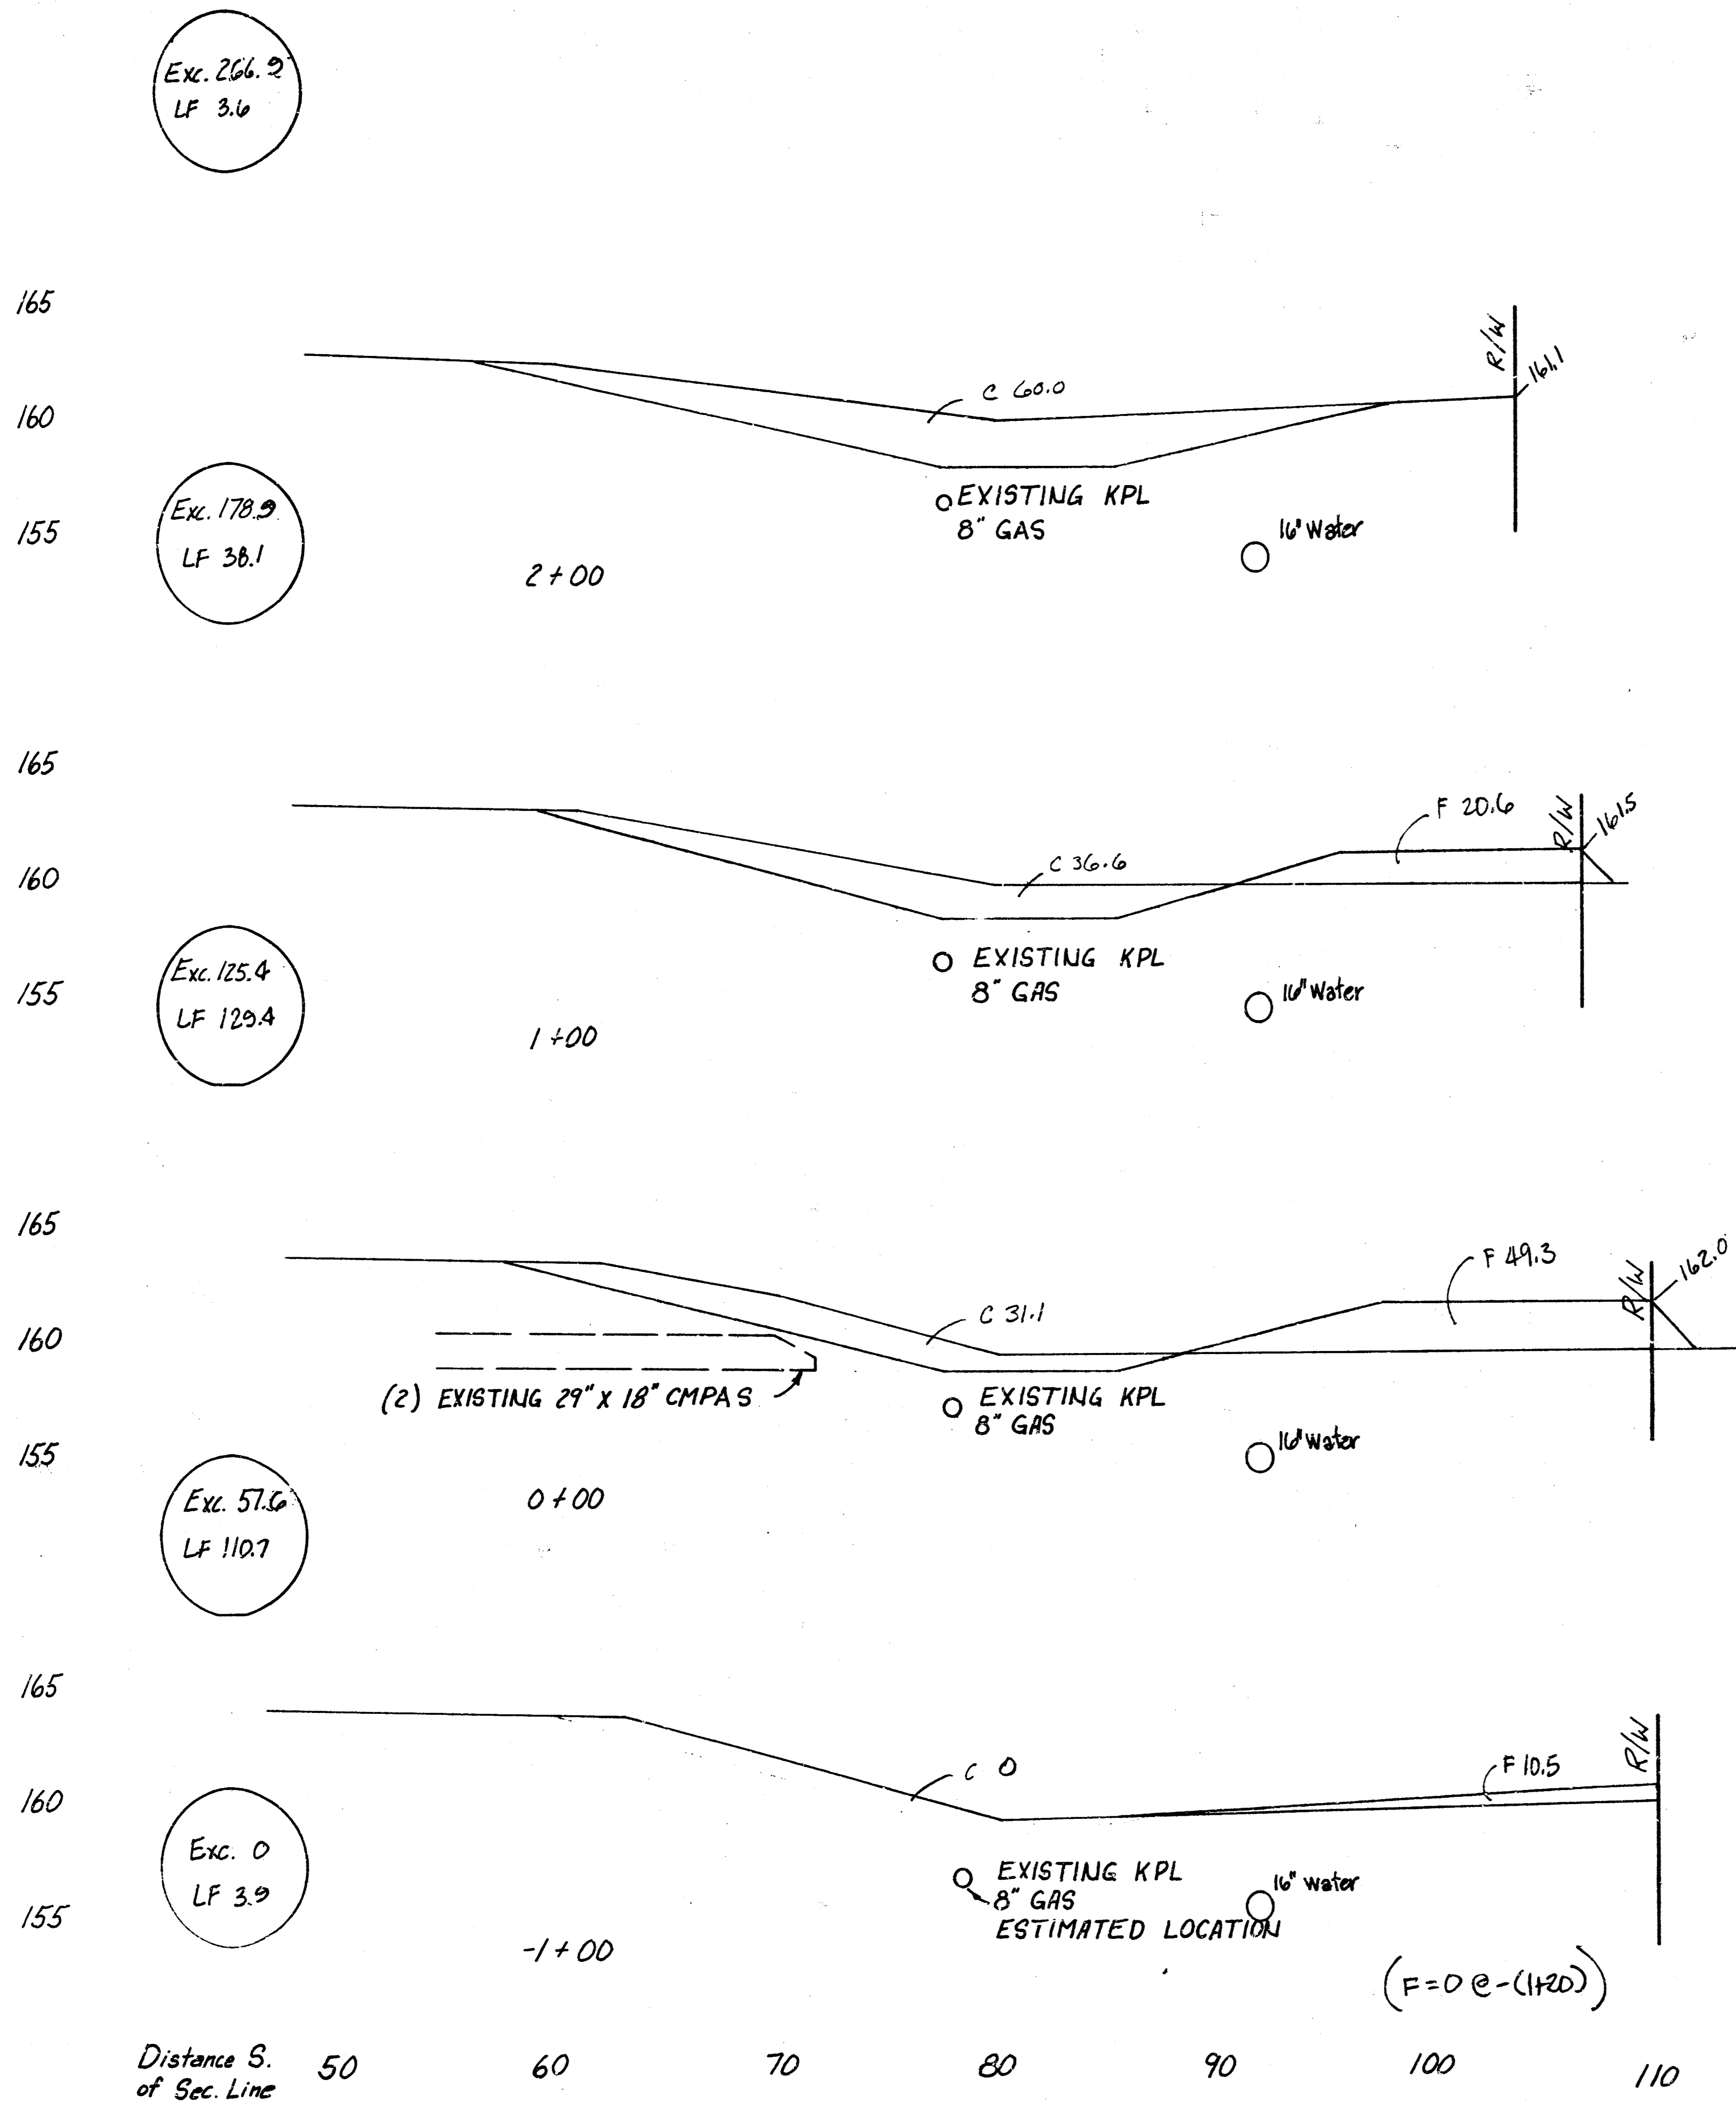 Exc. 266.9
LF 3.6
165
R/W
161.1
C 60.0
160
EXISTING KPL
8" GAS
16" Water
Exc. 178.9
LF 38.1
155
2+00
165
F 20.6
R/W
161.5
C 36.6
160
EXISTING KPL
8" GAS
16" Water
Exc. 125.4
LF 129.4
155
1+00
165
F 49.3
R/W
162.0
C 31.1
160
(2) EXISTING 29" X 18" CMPAS
EXISTING KPL
8" GAS
16" Water
155
Exc. 57.6
LF 110.7
0+00
165
R/W
C 0
F 10.5
160
Exc. 0
LF 3.9
EXISTING KPL
8" GAS
ESTIMATED LOCATION
16" Water
155
-1+00
(F=0 @ -(1+20))
Distance S.
of Sec. Line
50 60 70 80 90 100 110